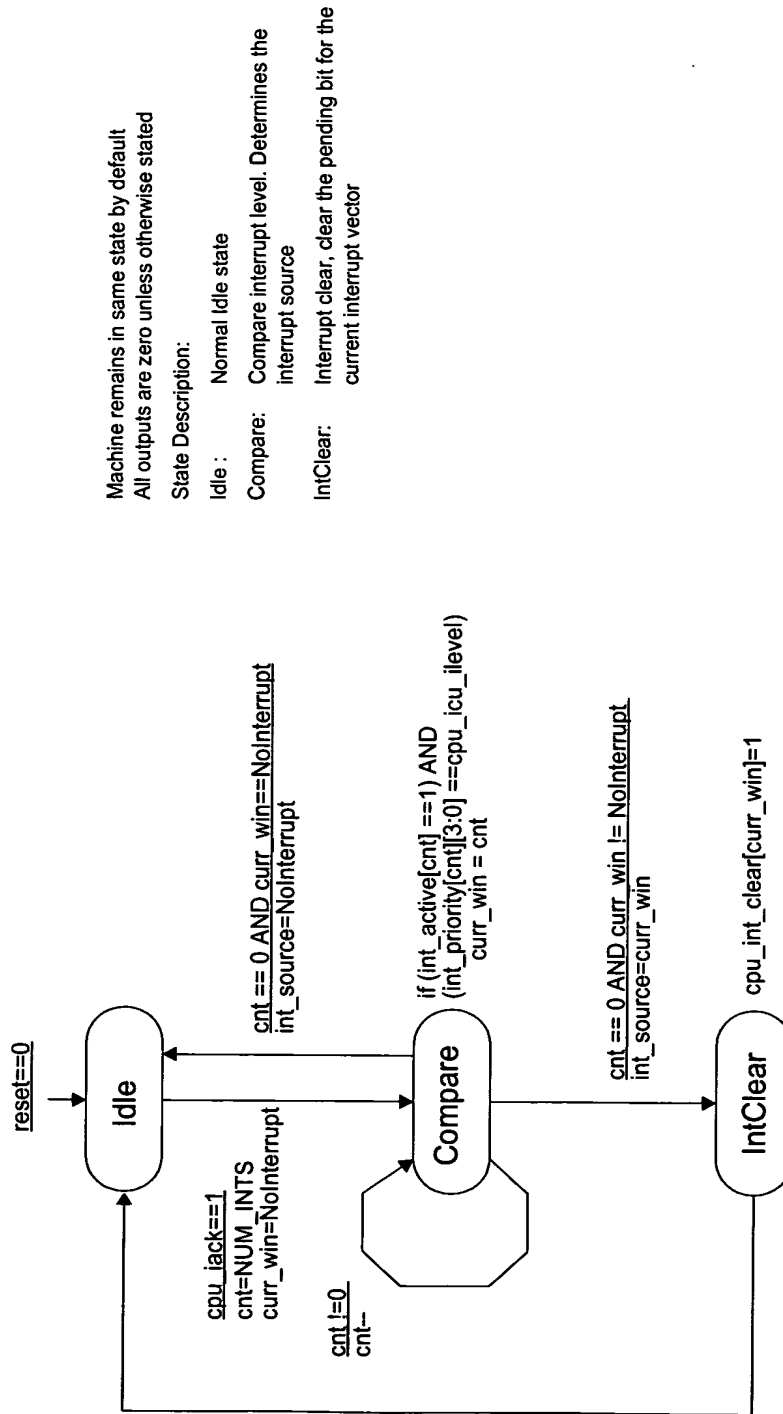 reset==0
Idle
cpu_iack==1
cnt=NUM_INTS
curr_win=NoInterrupt
cnt == 0 AND curr_win==NoInterrupt
int_source=NoInterrupt
cnt !=0
cnt--
Compare
if (int_active[cnt] ==1) AND
(int_priority[cnt][3:0] ==cpu_icu_ilevel)
curr_win = cnt
cnt == 0 AND curr_win != NoInterrupt
int_source=curr_win
IntClear
cpu_int_clear[curr_win]=1
Machine remains in same state by default
All outputs are zero unless otherwise stated
State Description:
Idle : Normal Idle state
Compare: Compare interrupt level. Determines the
interrupt source
IntClear: Interrupt clear, clear the pending bit for the
current interrupt vector